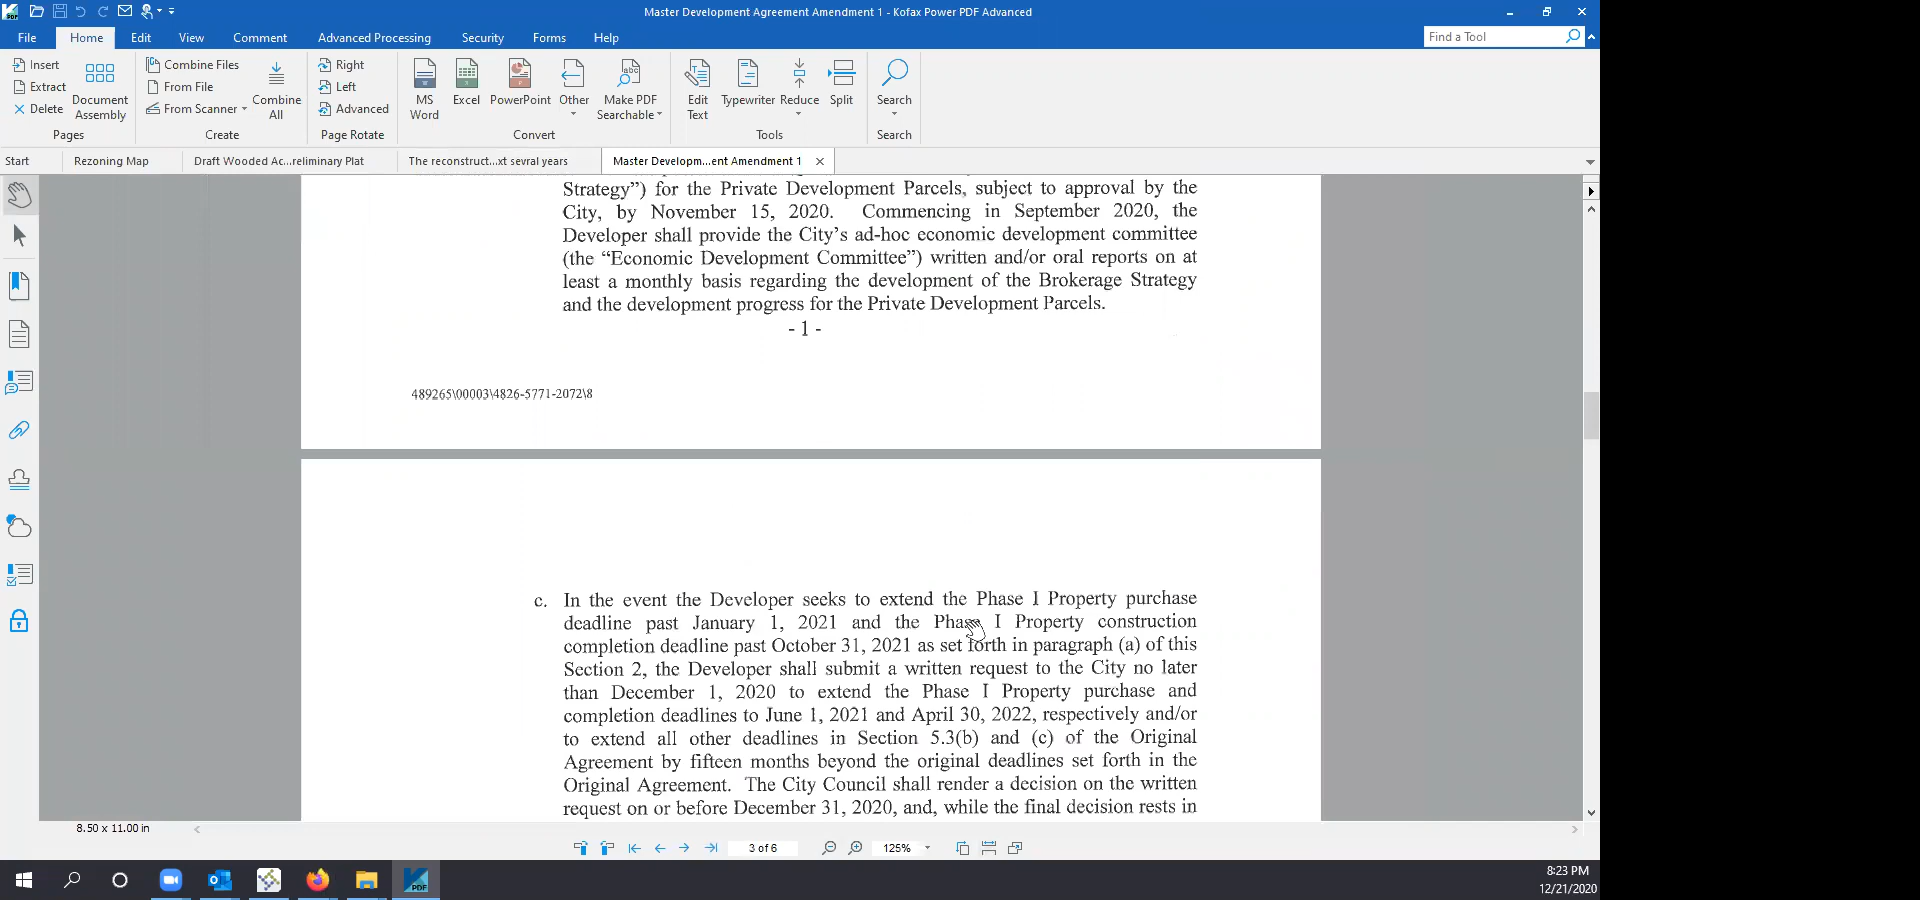 Master Development Agreement Amendment 1 - Kofax Power PDF Advanced
File Home Edit View Comment Advanced Processing Security Forms Help
Find a Tool
Insert
Extract
Delete
Document
Assembly
Pages
Combine Files
From File
From Scanner
Combine
All
Create
Right
Left
Advanced
Page Rotate
MS
Word
Excel
PowerPoint
Other
Make PDF
Searchable
Convert
Edit
Text
Typewriter
Reduce
Split
Tools
Search
Search
Start
Rezoning Map
Draft Wooded Ac...reliminary Plat
The reconstruct...xt sevral years
Master Developm...ent Amendment 1
Strategy”) for the Private Development Parcels, subject to approval by the
City, by November 15, 2020. Commencing in September 2020, the
Developer shall provide the City’s ad-hoc economic development committee
(the “Economic Development Committee”) written and/or oral reports on at
least a monthly basis regarding the development of the Brokerage Strategy
and the development progress for the Private Development Parcels.
- 1 -
489265\00003\4826-5771-2072\8
c. In the event the Developer seeks to extend the Phase I Property purchase
deadline past January 1, 2021 and the Phase I Property construction
completion deadline past October 31, 2021 as set forth in paragraph (a) of this
Section 2, the Developer shall submit a written request to the City no later
than December 1, 2020 to extend the Phase I Property purchase and
completion deadlines to June 1, 2021 and April 30, 2022, respectively and/or
to extend all other deadlines in Section 5.3(b) and (c) of the Original
Agreement by fifteen months beyond the original deadlines set forth in the
Original Agreement. The City Council shall render a decision on the written
request on or before December 31, 2020, and, while the final decision rests in
8.50 x 11.00 in
3 of 6
125%
8:23 PM
12/21/2020